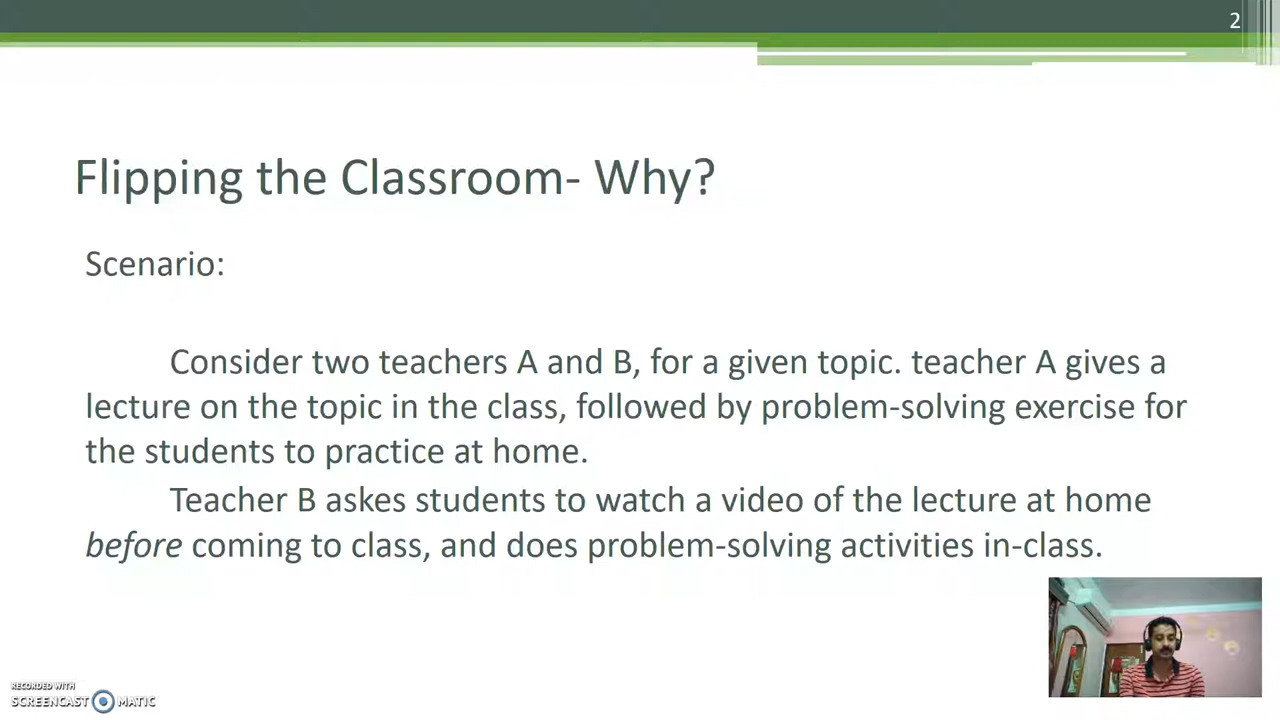 2
Flipping the Classroom- Why?
Scenario:
Consider two teachers A and B, for a given topic. teacher A gives a
lecture on the topic in the class, followed by problem-solving exercise for
the students to practice at home.
Teacher B askes students to watch a video of the lecture at home
before coming to class, and does problem-solving activities in-class.
RECORDED WITH
SCREENCAST MATIC